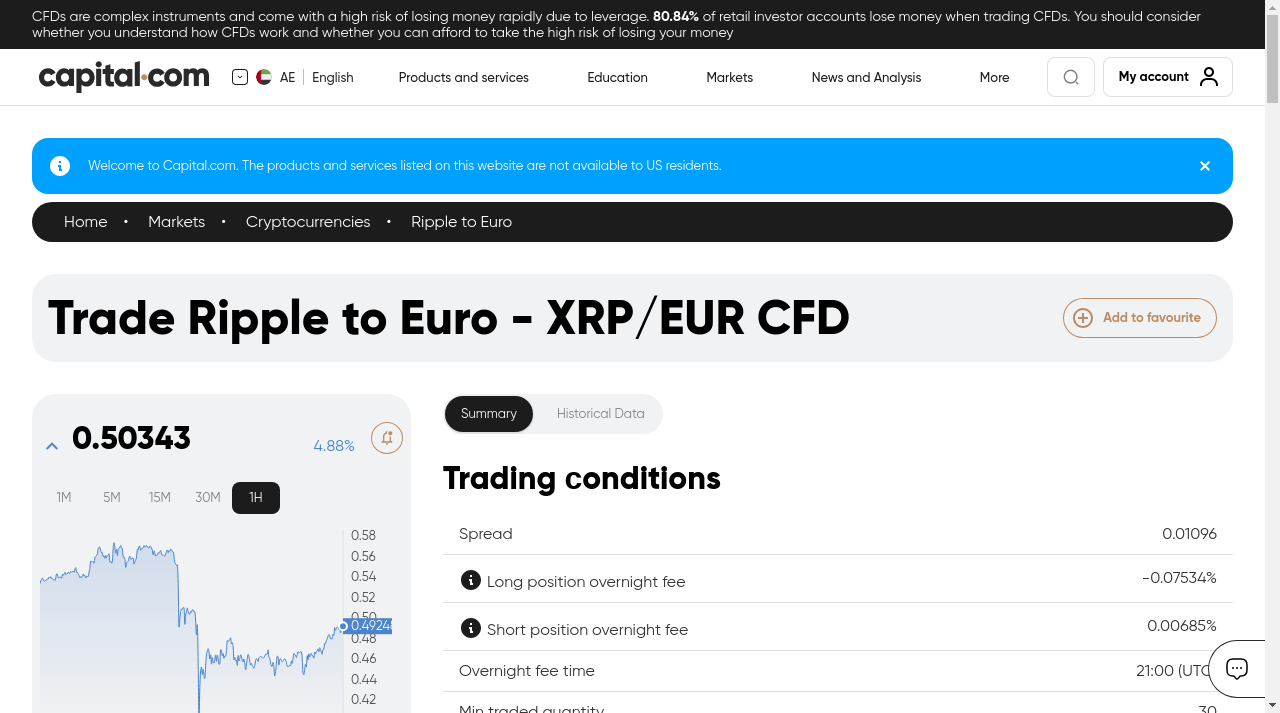 CFDs are complex instruments and come with a high risk of losing money rapidly due to leverage. 80.84% of retail investor accounts lose money when trading CFDs. You should consider
whether you understand how CFDs work and whether you can afford to take the high risk of losing your money
capital.com
AE English
Products and services
Education
Markets
News and Analysis
More
My account
Welcome to Capital.com. The products and services listed on this website are not available to US residents.
Home • Markets • Cryptocurrencies • Ripple to Euro
Trade Ripple to Euro - XRP/EUR CFD
Add to favourite
0.50343
4.88%
1M 5M 15M 30M 1H
0.58
0.56
0.54
0.52
0.50
0.4924
0.48
0.46
0.44
0.42
Summary
Historical Data
Trading conditions
Spread 0.01096
Long position overnight fee -0.07534%
Short position overnight fee 0.00685%
Overnight fee time 21:00 (UTC
Min traded quantity 30